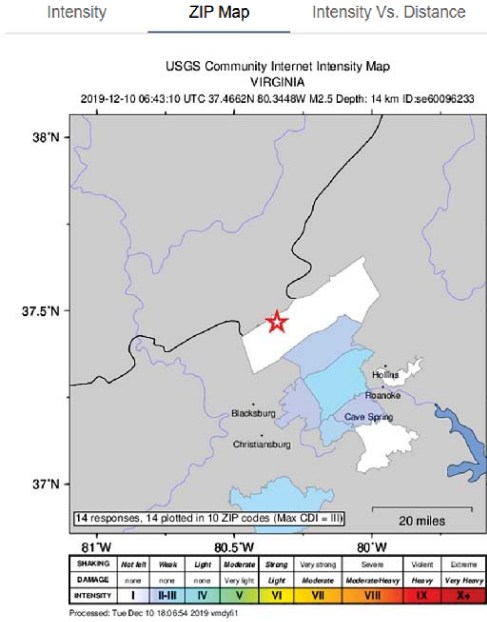 Intensity ZIP Map Intensity Vs. Distance
USGS Community Internet Intensity Map
VIRGINIA
2019-12-10 06:43:10 UTC 37.4662N 80.3448W M2.5 Depth: 14 km ID:se60096233
38°N
37.5°N
Hollins
Roanoke
Blacksburg
Cave Spring
Christiansburg
37°N
14 responses, 14 plotted in 10 ZIP codes (Max CDI = III)
20 miles
81°W 80.5°W 80°W
SHAKING Not felt Weak Light Moderate Strong Very strong Severe Violent Extreme
DAMAGE none none none Very light Light Moderate Moderate/Heavy Heavy Very Heavy
INTENSITY I II-III IV V VI VII VIII IX X+
Processed: Tue Dec 10 18:06:54 2019 vmdyfi1